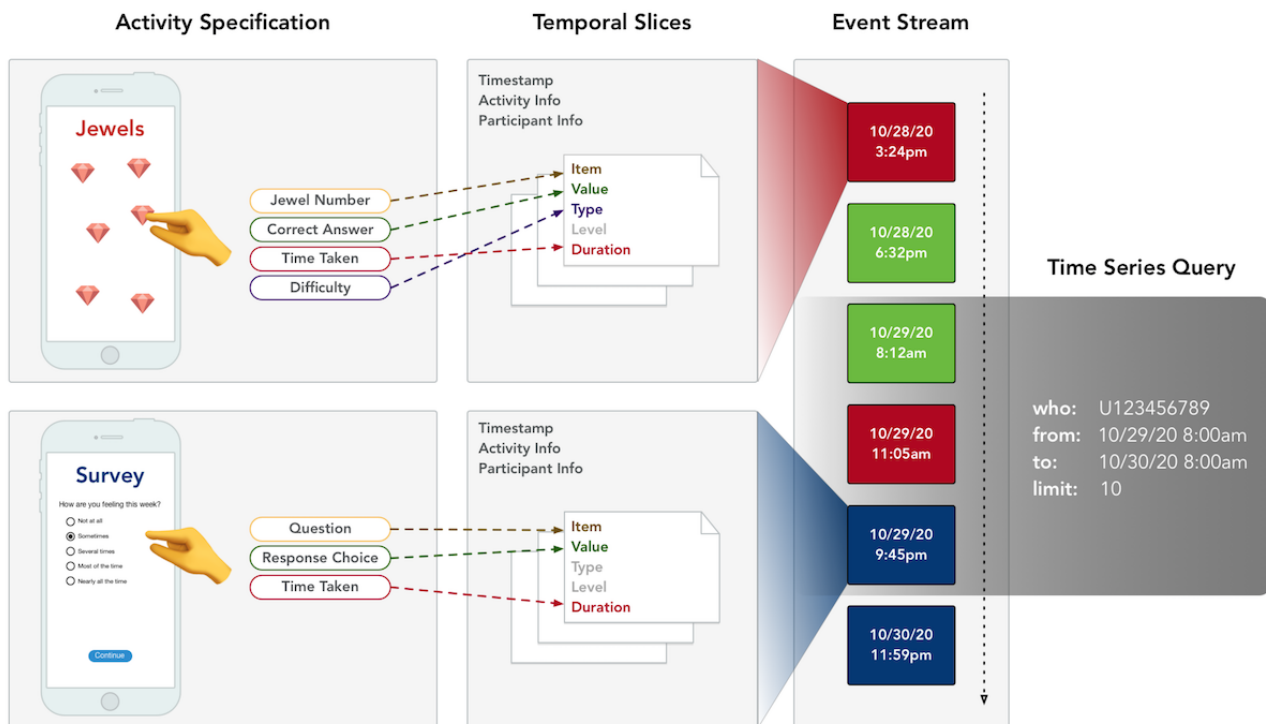 Activity Specification
Temporal Slices
Event Stream
Jewels
Jewel Number
Correct Answer
Time Taken
Difficulty
Timestamp
Activity Info
Participant Info
Item
Value
Type
Level
Duration
10/28/20
3:24pm
10/28/20
6:32pm
10/29/20
8:12am
10/29/20
11:05am
10/29/20
9:45pm
10/30/20
11:59pm
Time Series Query
who: U123456789
from: 10/29/20 8:00am
to: 10/30/20 8:00am
limit: 10
Survey
How are you feeling this week?
Not at all
Sometimes
Several times
Most of the time
Nearly all the time
Continue
Question
Response Choice
Time Taken
Timestamp
Activity Info
Participant Info
Item
Value
Type
Level
Duration